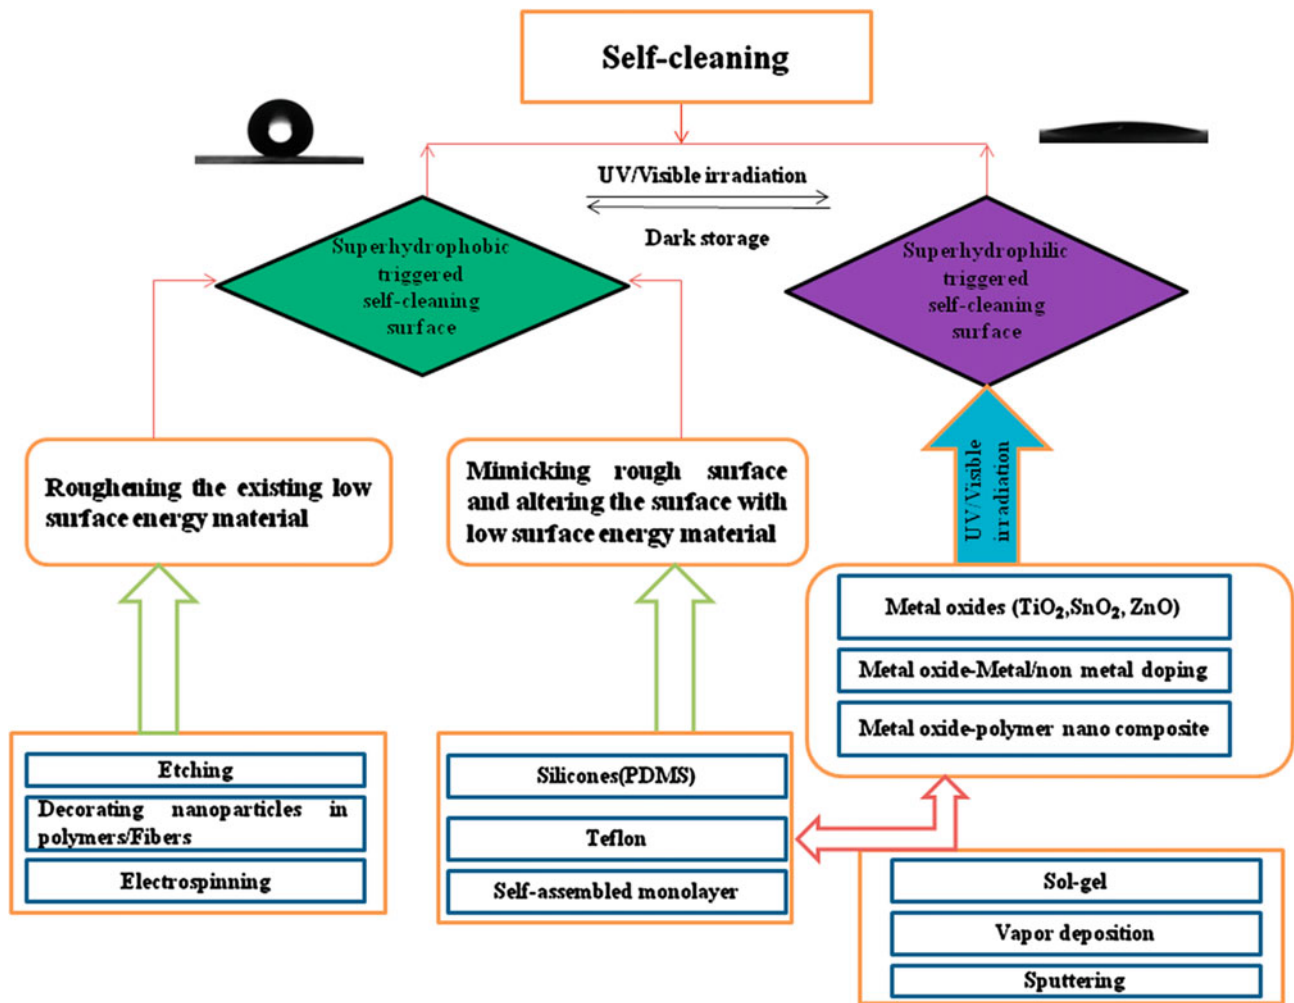 Self-cleaning
UV/Visible irradiation
Dark storage
Superhydrophobic
triggered
self-cleaning
surface
Superhydrophilic
triggered
self-cleaning
surface
Roughening the existing low
surface energy material
Mimicking rough surface
and altering the surface with
low surface energy material
UV/Visible
irradiation
Metal oxides (TiO₂,SnO₂, ZnO)
Metal oxide-Metal/non metal doping
Metal oxide-polymer nano composite
Etching
Decorating nanoparticles in
polymers/Fibers
Electrospinning
Silicones(PDMS)
Teflon
Self-assembled monolayer
Sol-gel
Vapor deposition
Sputtering